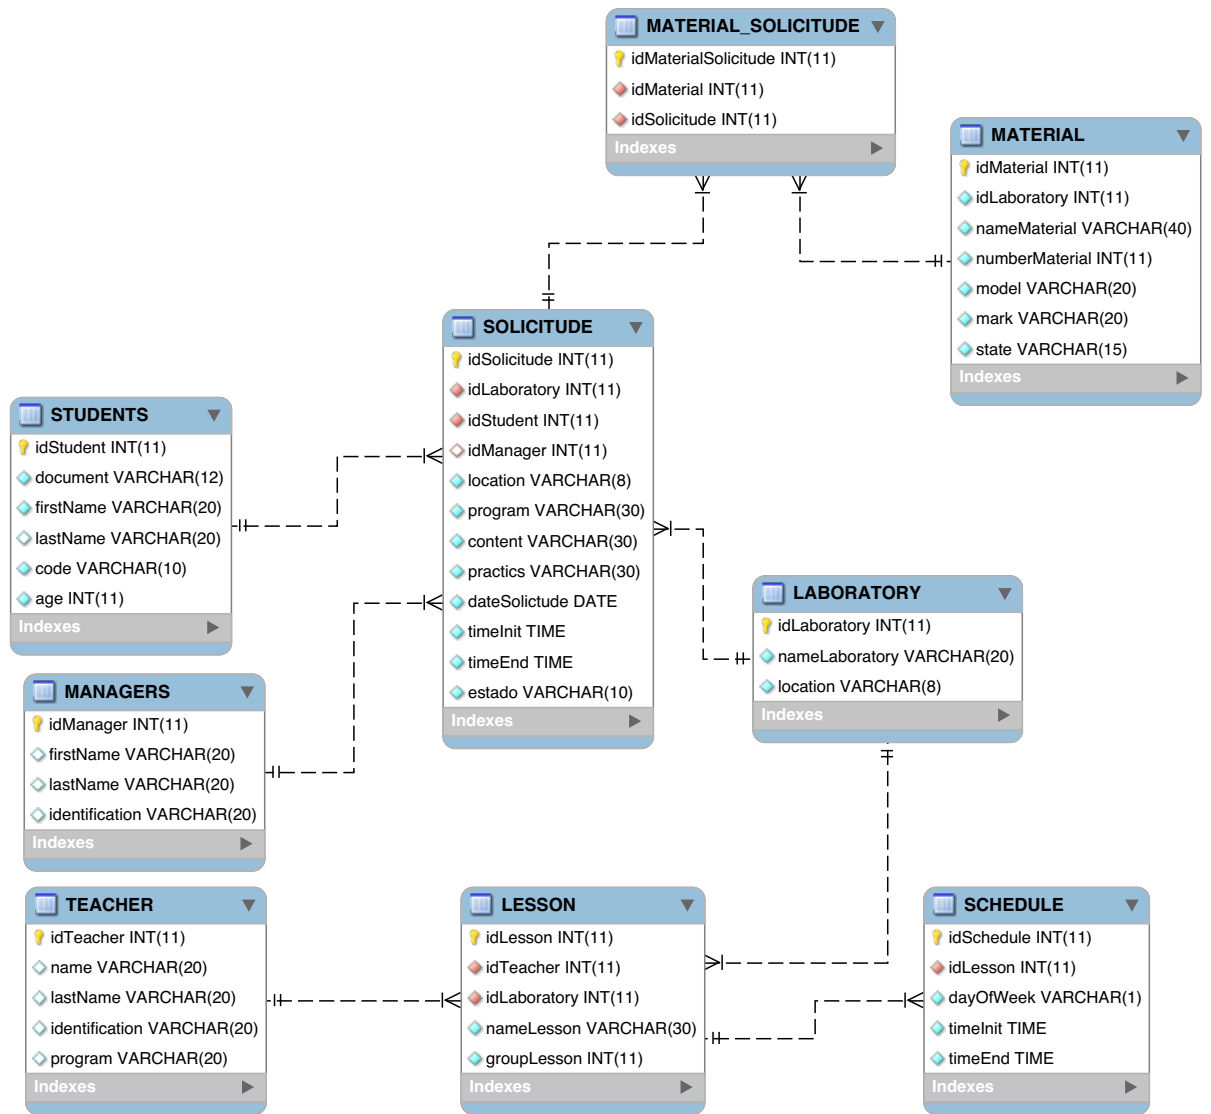 MATERIAL_SOLICITUDE
idMaterialSolicitude INT(11)
idMaterial INT(11)
idSolicitude INT(11)
Indexes
MATERIAL
idMaterial INT(11)
idLaboratory INT(11)
nameMaterial VARCHAR(40)
numberMaterial INT(11)
model VARCHAR(20)
mark VARCHAR(20)
state VARCHAR(15)
Indexes
SOLICITUDE
idSolicitude INT(11)
idLaboratory INT(11)
idStudent INT(11)
idManager INT(11)
location VARCHAR(8)
program VARCHAR(30)
content VARCHAR(30)
practics VARCHAR(30)
dateSolictude DATE
timeInit TIME
timeEnd TIME
estado VARCHAR(10)
Indexes
STUDENTS
idStudent INT(11)
document VARCHAR(12)
firstName VARCHAR(20)
lastName VARCHAR(20)
code VARCHAR(10)
age INT(11)
Indexes
LABORATORY
idLaboratory INT(11)
nameLaboratory VARCHAR(20)
location VARCHAR(8)
Indexes
MANAGERS
idManager INT(11)
firstName VARCHAR(20)
lastName VARCHAR(20)
identification VARCHAR(20)
Indexes
TEACHER
idTeacher INT(11)
name VARCHAR(20)
lastName VARCHAR(20)
identification VARCHAR(20)
program VARCHAR(20)
Indexes
LESSON
idLesson INT(11)
idTeacher INT(11)
idLaboratory INT(11)
nameLesson VARCHAR(30)
groupLesson INT(11)
Indexes
SCHEDULE
idSchedule INT(11)
idLesson INT(11)
dayOfWeek VARCHAR(1)
timeInit TIME
timeEnd TIME
Indexes